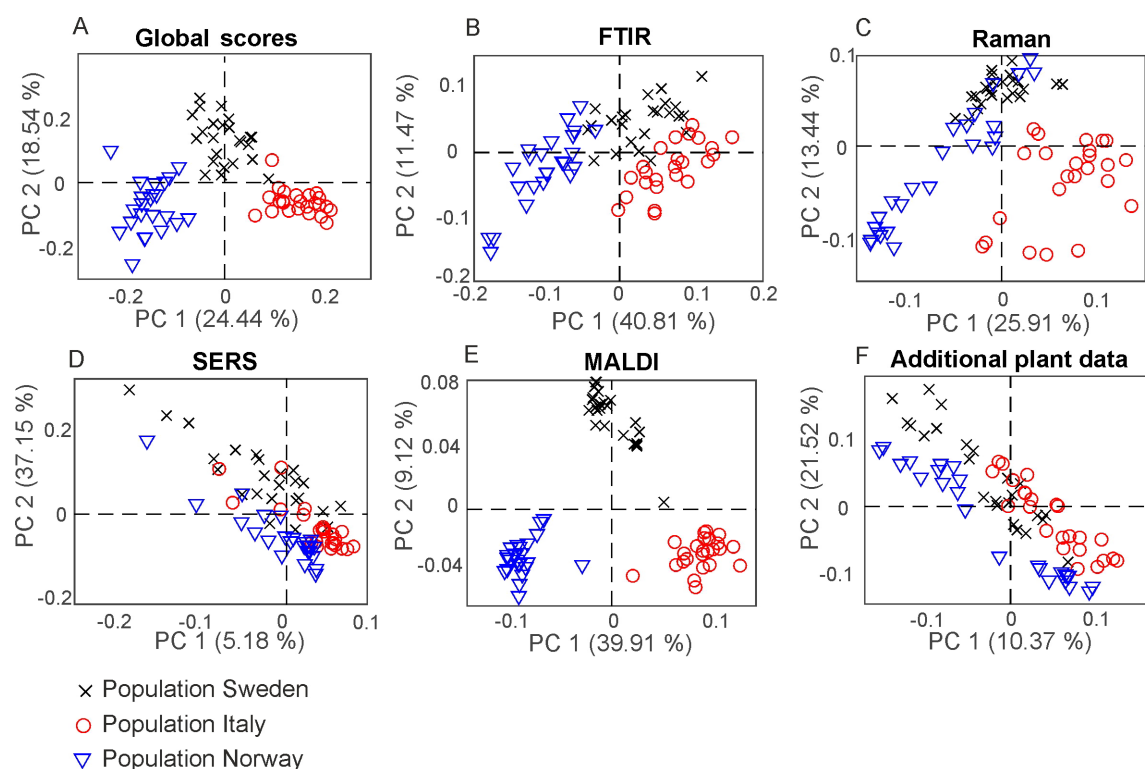 A
Global scores
PC 2 (18.54 %)
0.2
0
-0.2
-0.2
0
0.2
PC 1 (24.44 %)
B
FTIR
PC 2 (11.47 %)
0.1
0
-0.1
-0.2
-0.2
-0.1
0
0.1
0.2
PC 1 (40.81 %)
C
Raman
PC 2 (13.44 %)
0.1
0
-0.1
-0.1
0
0.1
PC 1 (25.91 %)
D
SERS
PC 2 (37.15 %)
0.2
0
-0.2
-0.2
-0.1
0
0.1
PC 1 (5.18 %)
E
MALDI
PC 2 (9.12 %)
0.08
0.04
0
-0.04
-0.1
0
0.1
PC 1 (39.91 %)
F
Additional plant data
PC 2 (21.52 %)
0.1
0
-0.1
-0.1
0
0.1
PC 1 (10.37 %)
Population Sweden
Population Italy
Population Norway